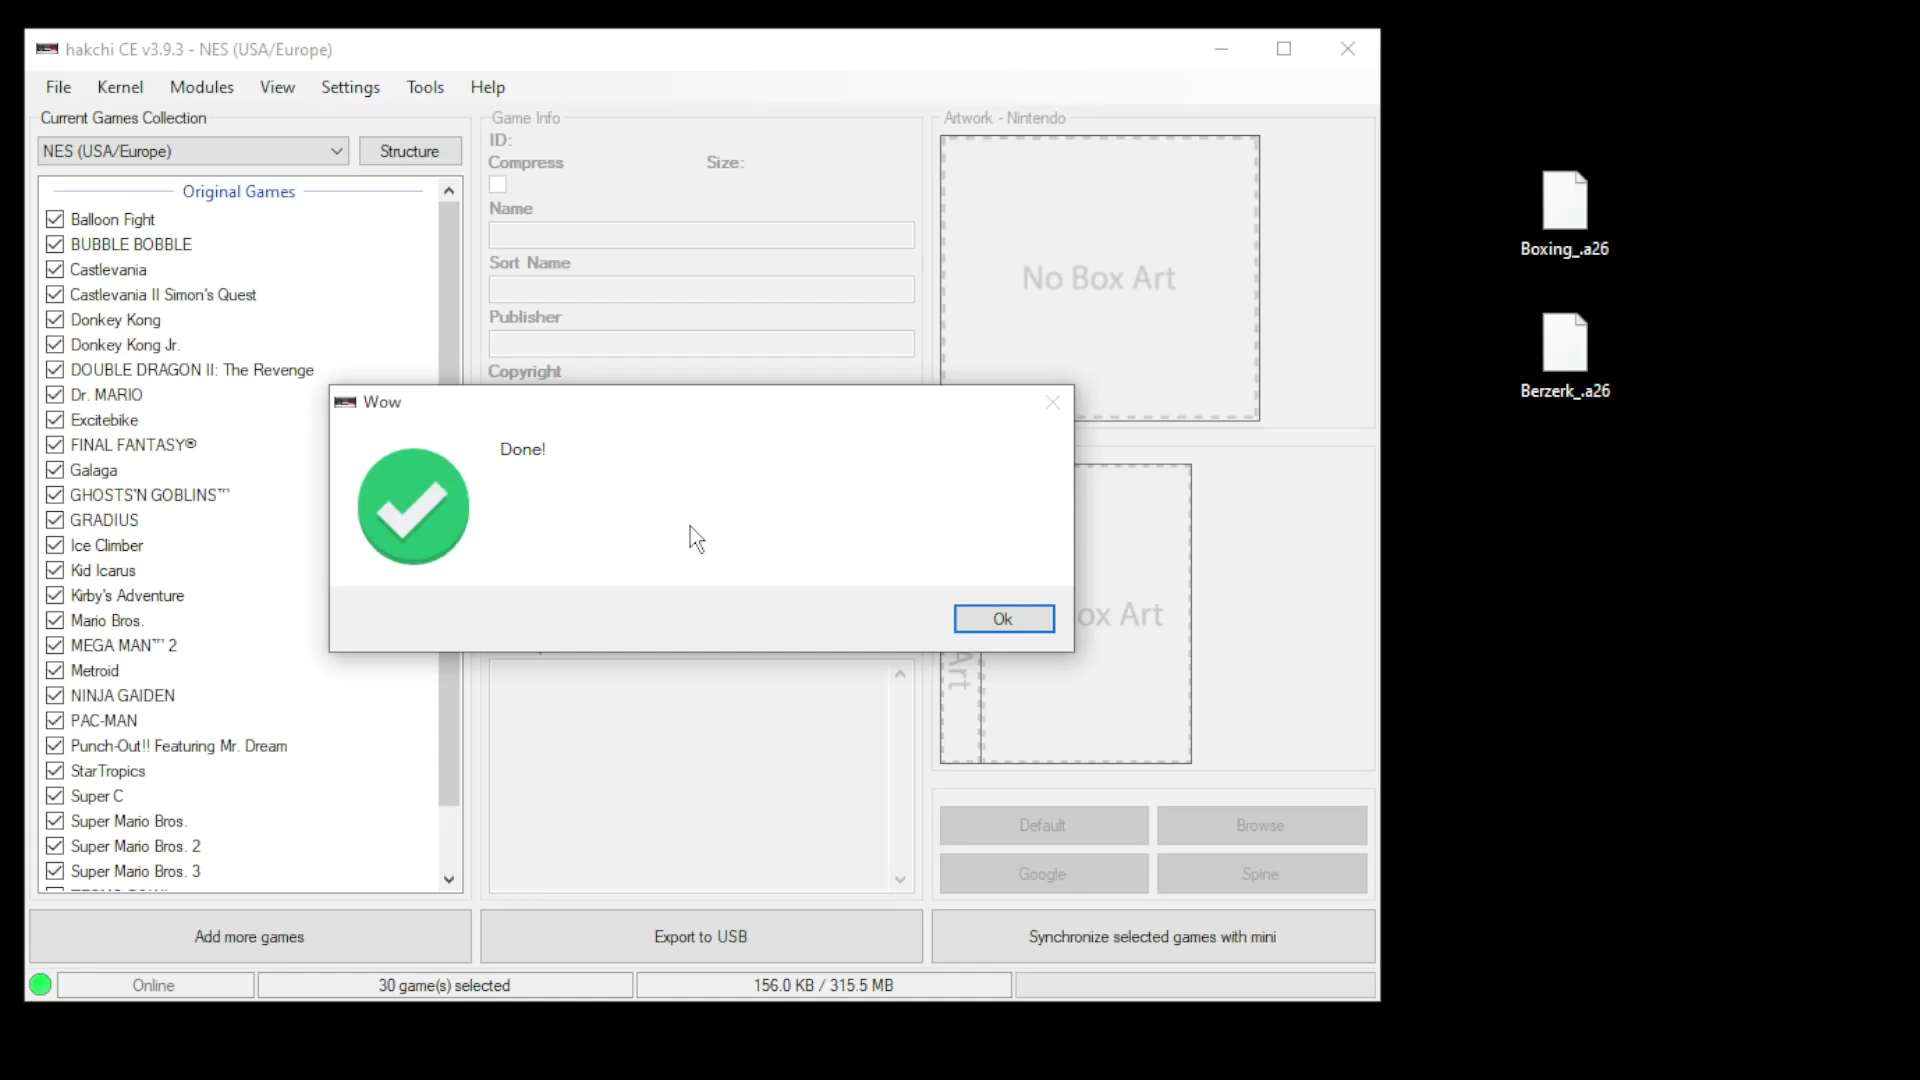 hakchi CE v3.9.3 - NES (USA/Europe)
File Kernel Modules View Settings Tools Help
Current Games Collection
NES (USA/Europe)
Structure
Original Games
Balloon Fight
BUBBLE BOBBLE
Castlevania
Castlevania II Simon's Quest
Donkey Kong
Donkey Kong Jr.
DOUBLE DRAGON II: The Revenge
Dr. MARIO
Excitebike
FINAL FANTASY®
Galaga
GHOSTS'N GOBLINS™
GRADIUS
Ice Climber
Kid Icarus
Kirby's Adventure
Mario Bros.
MEGA MAN™ 2
Metroid
NINJA GAIDEN
PAC-MAN
Punch-Out!! Featuring Mr. Dream
StarTropics
Super C
Super Mario Bros.
Super Mario Bros. 2
Super Mario Bros. 3
Game Info
ID:
Compress
Size:
Name
Sort Name
Publisher
Copyright
Artwork - Nintendo
No Box Art
Wow
Done!
Ok
ox Art
Art
Default
Browse
Google
Spine
Add more games
Export to USB
Synchronize selected games with mini
Online
30 game(s) selected
156.0 KB / 315.5 MB
Boxing_.a26
Berzerk_.a26